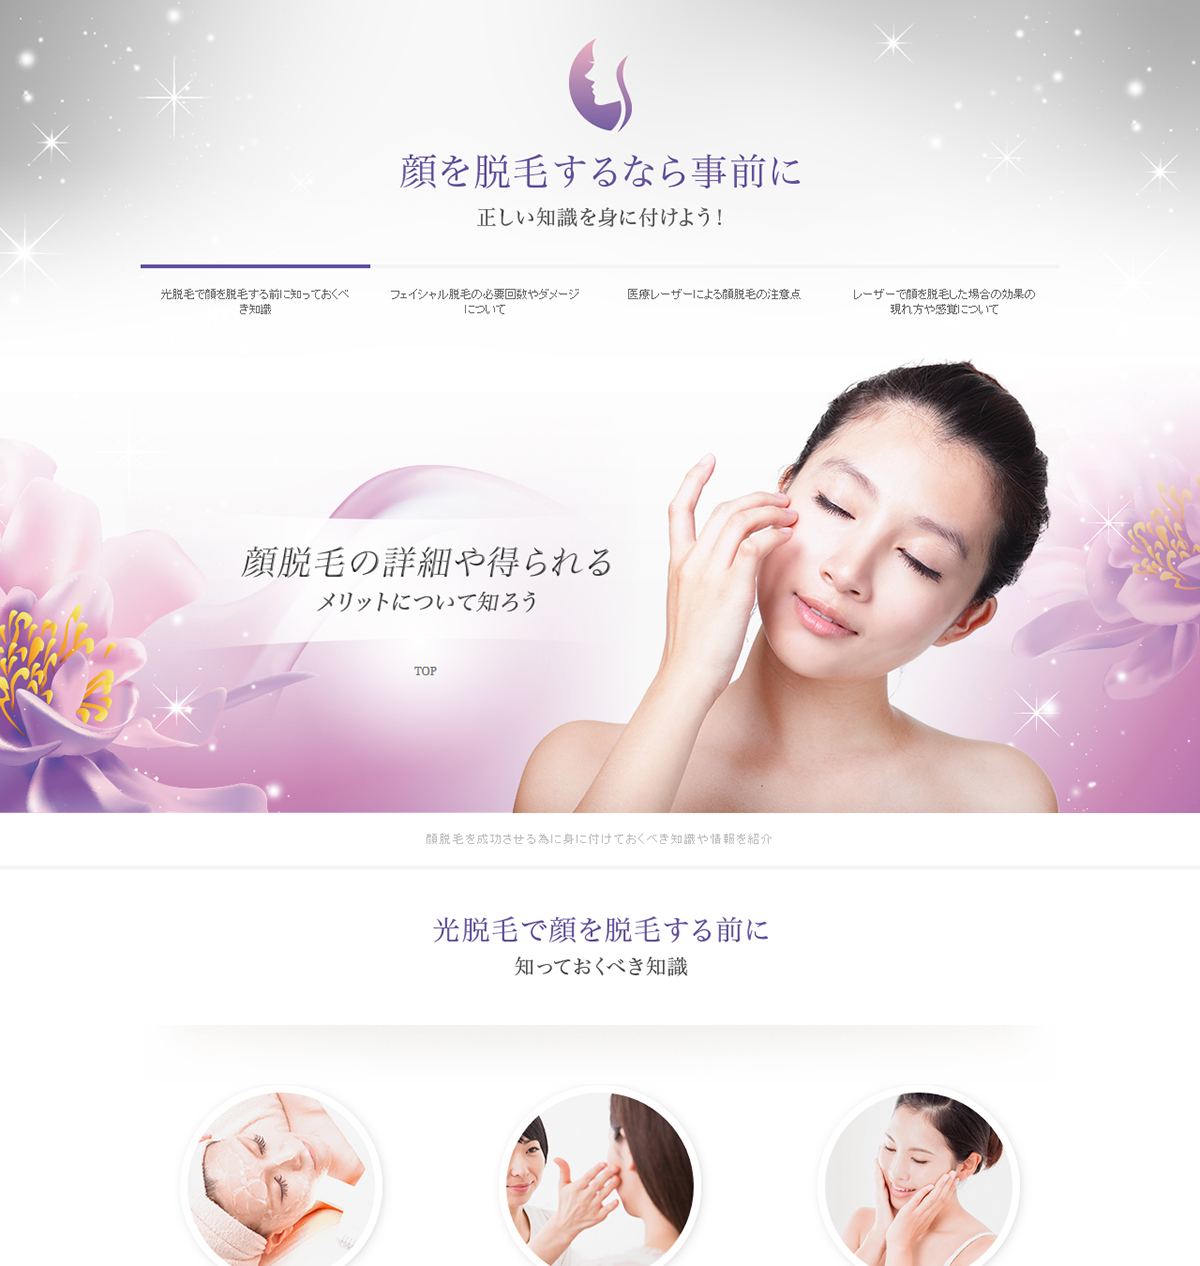 顔を脱毛するなら事前に
正しい知識を身に付けよう!
光脱毛で顔を脱毛する前に知っておくべ
き知識
フェイシャル脱毛の必要回数やダメージ
について
医療レーザーによる顔脱毛の注意点
レーザーで顔を脱毛した場合の効果の
現れ方や感覚について
顔脱毛の詳細や得られる
メリットについて知ろう
TOP
顔脱毛を成功させる為に身に付けておくべき知識や情報を紹介
光脱毛で顔を脱毛する前に
知っておくべき知識